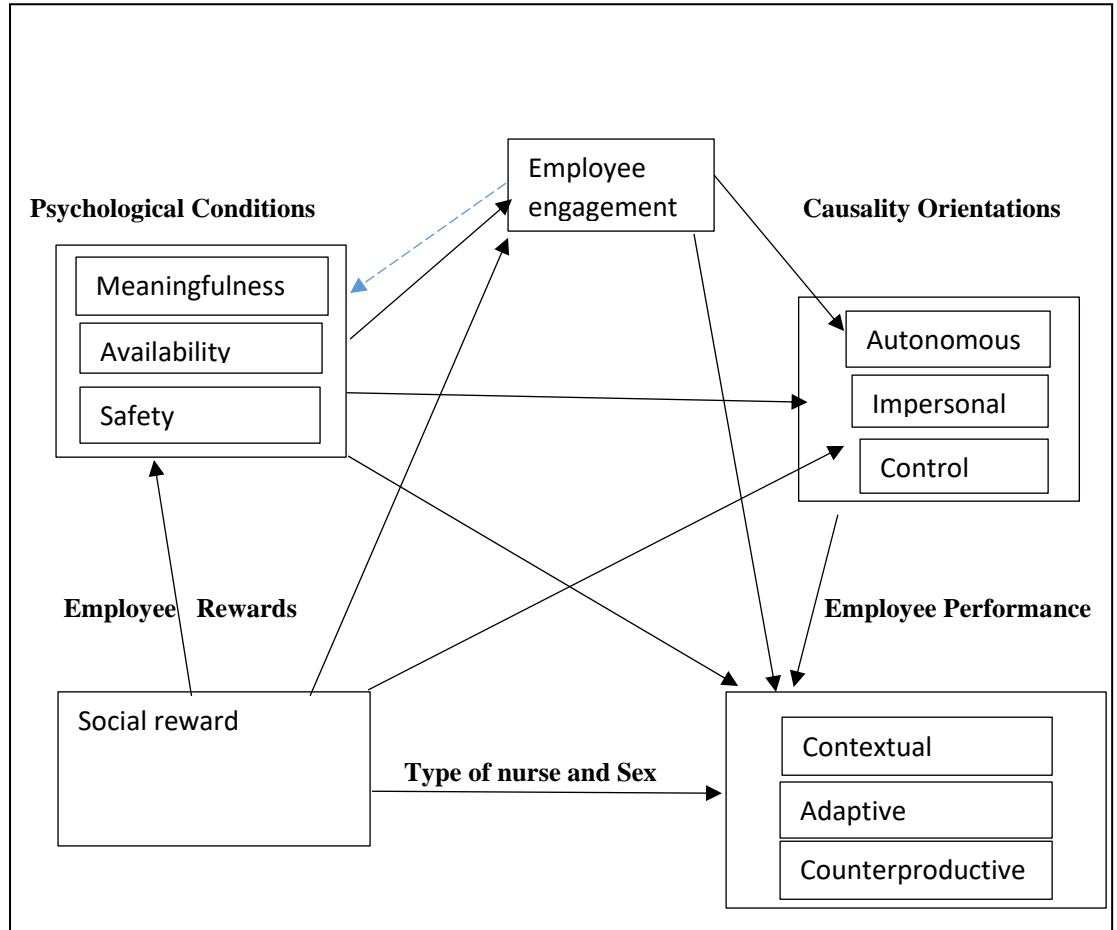 Employee
engagement
Psychological Conditions
Causality Orientations
Meaningfulness
Availability
Safety
Autonomous
Impersonal
Control
Employee Rewards
Employee Performance
Social reward
Type of nurse and Sex
Contextual
Adaptive
Counterproductive